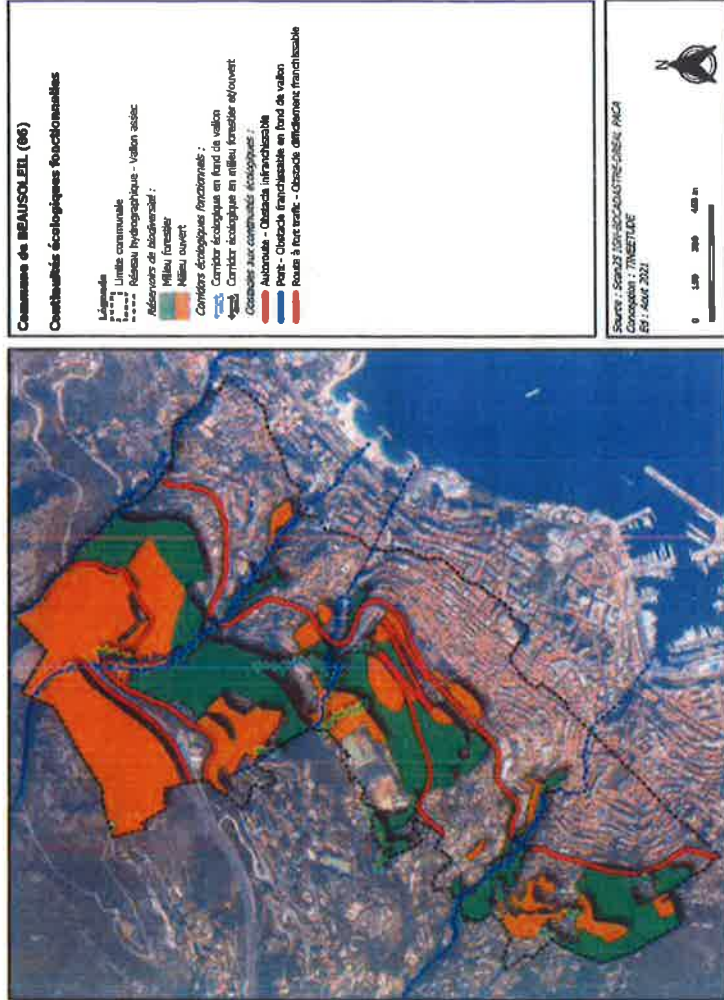 Commune de BEAUSOLEIL (06)
Continuités écologiques fonctionnelles
Légende
Limite communale
Réseau hydrographique - Vallon assec
Réservoirs de biodiversité :
Milieu forestier
Milieu ouvert
Corridors écologiques fonctionnels :
Corridor écologique en fond de vallon
Corridor écologique en milieu forestier et/ouvert
Obstacles aux continuités écologiques :
Autoroute - Obstacle infranchissable
Pont - Obstacle franchissable en fond de vallon
Route à fort trafic - Obstacle difficilement franchissable
Source : Scan25 IGN-BDCADASTRE-DREAL PACA
Conception : TINEETUDE
Ed : Août 2021
N
0 150 300 450 m